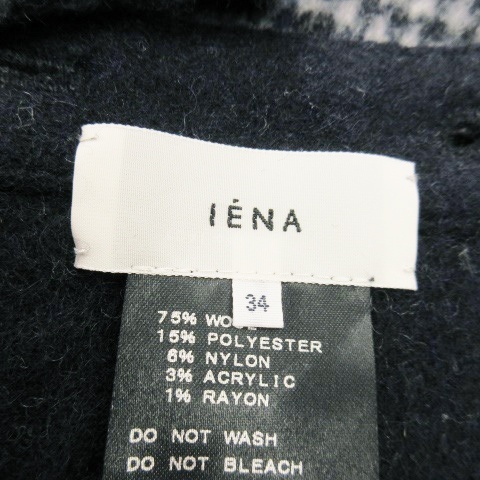 IÉNA
34
75% WOOL
15% POLYESTER
6% NYLON
3% ACRYLIC
1% RAYON
DO NOT WASH
DO NOT BLEACH